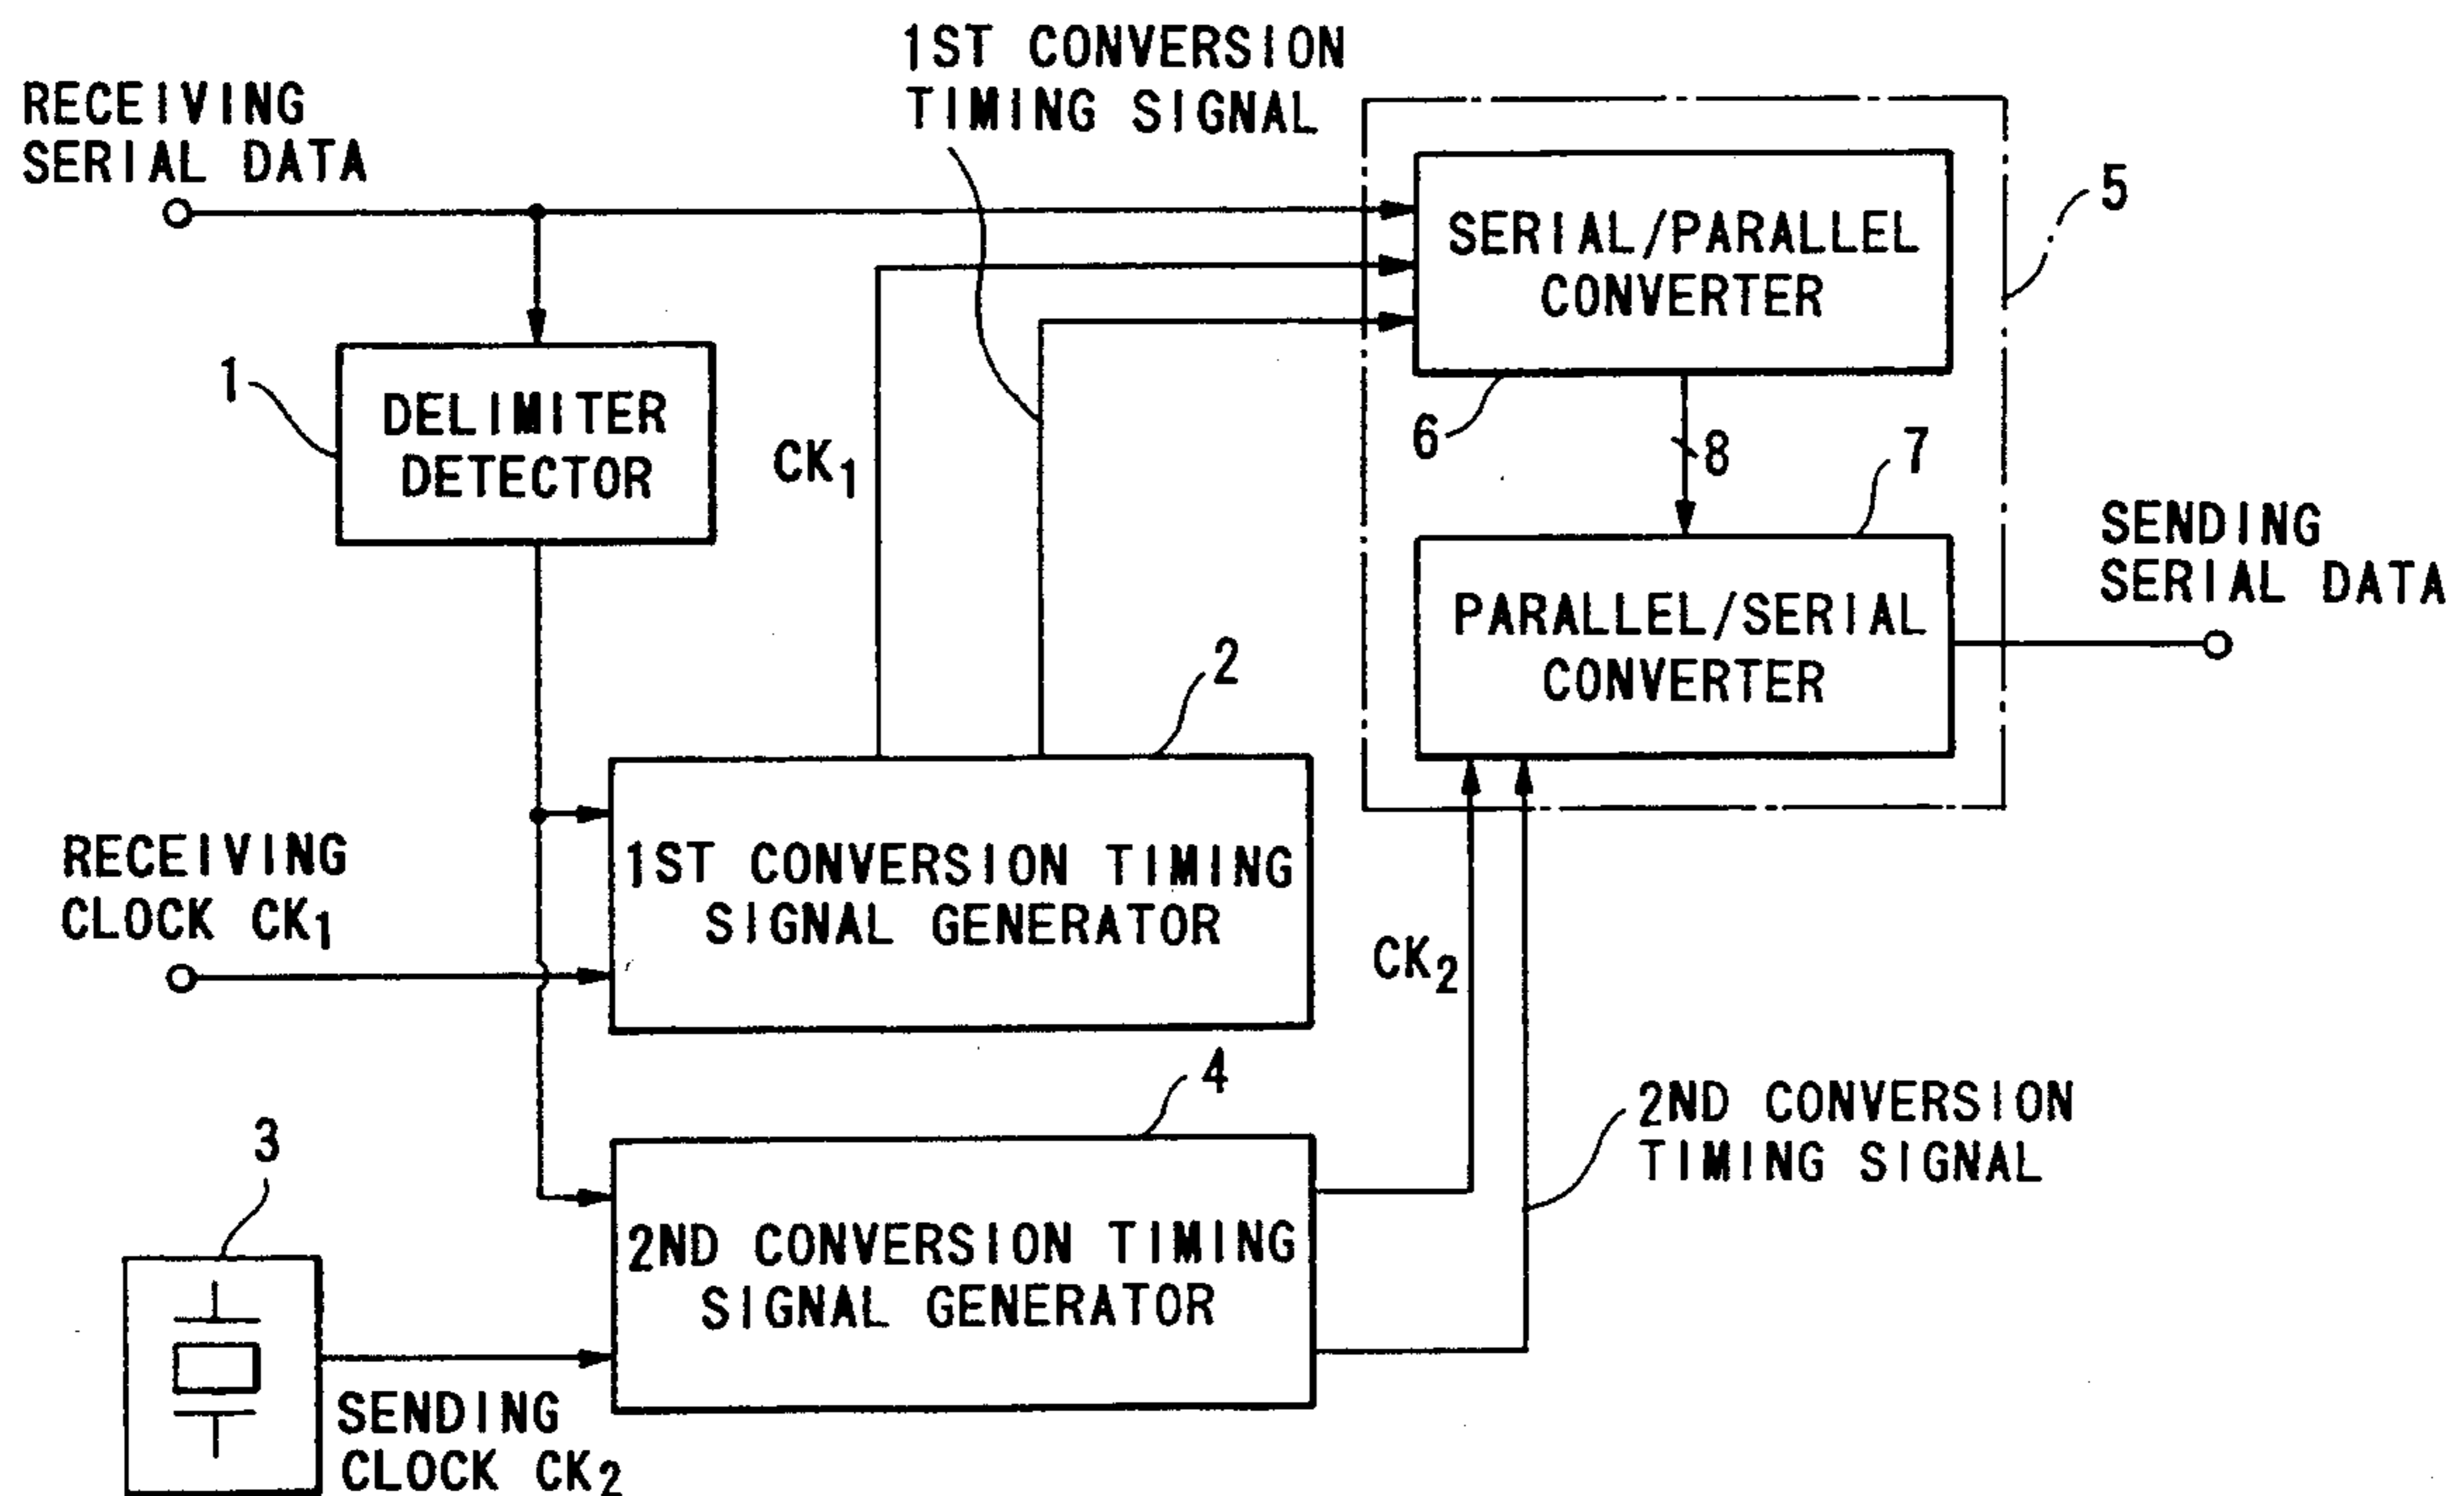 1ST CONVERSION
TIMING SIGNAL
RECEIVING
SERIAL DATA
5
SERIAL/PARALLEL
CONVERTER
1
DELIMITER
DETECTOR
CK1
6
8
7
SENDING
SERIAL DATA
PARALLEL/SERIAL
CONVERTER
2
RECEIVING
CLOCK CK1
1ST CONVERSION TIMING
SIGNAL GENERATOR
CK2
4
2ND CONVERSION
TIMING SIGNAL
3
2ND CONVERSION TIMING
SIGNAL GENERATOR
SENDING
CLOCK CK2